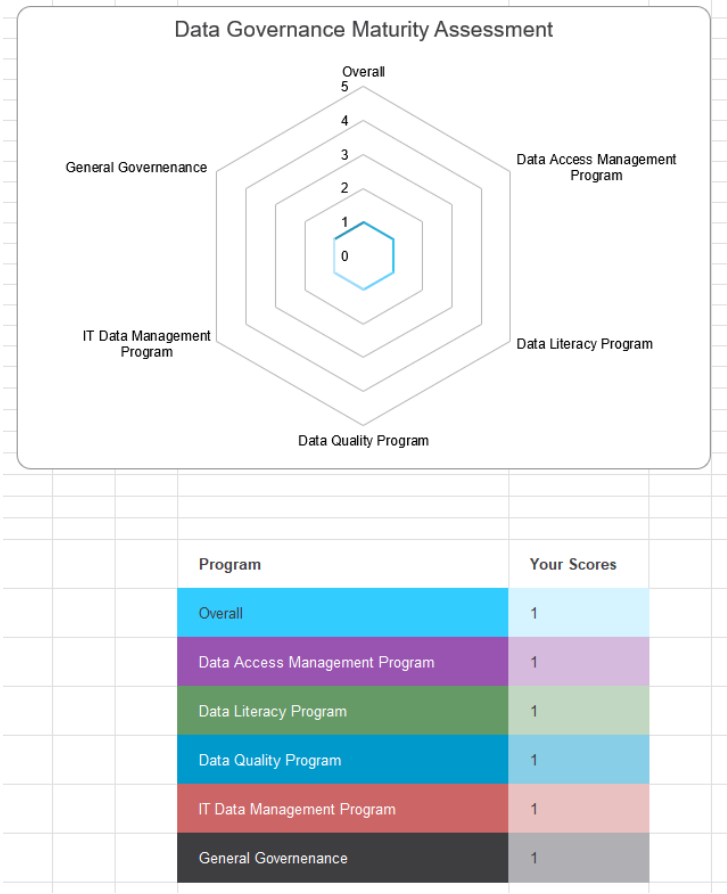 Data Governance Maturity Assessment
Overall
5
4
3
2
1
0
General Governenance
Data Access Management
Program
IT Data Management
Program
Data Literacy Program
Data Quality Program
Program Your Scores
Overall 1
Data Access Management Program 1
Data Literacy Program 1
Data Quality Program 1
IT Data Management Program 1
General Governenance 1